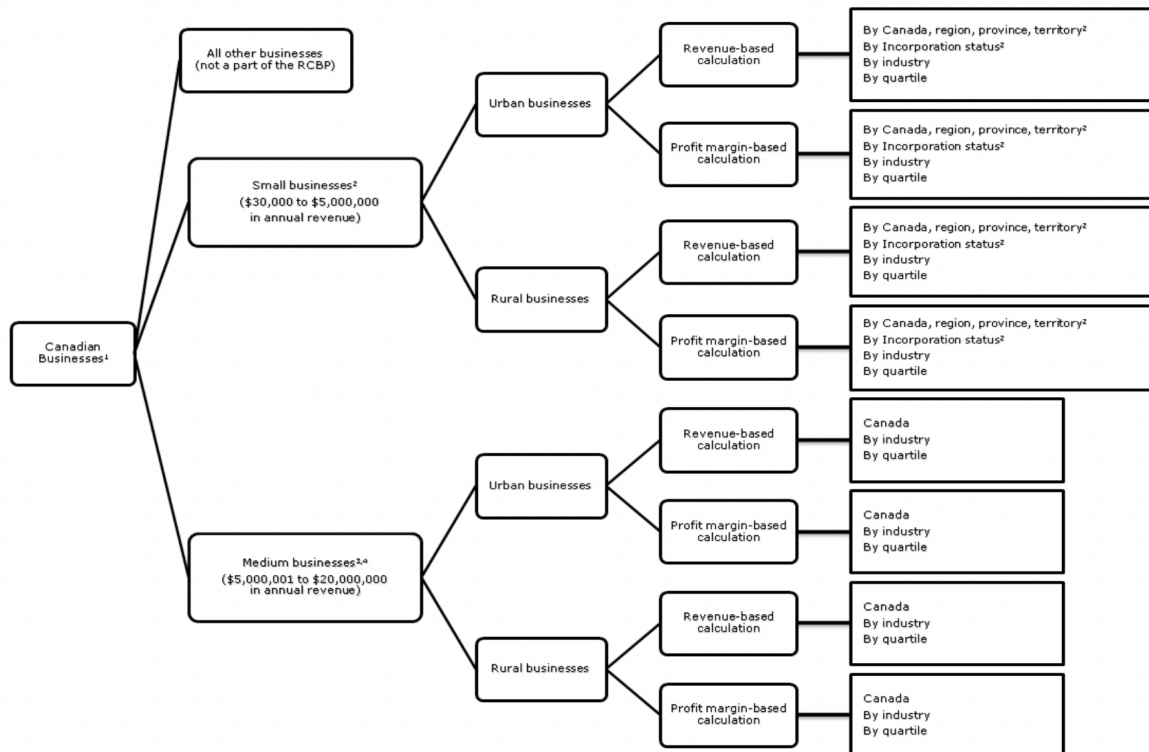 Canadian
Businesses¹
All other businesses
(not a part of the RCBP)
Small businesses²
($30,000 to $5,000,000
in annual revenue)
Urban businesses
Revenue-based
calculation
By Canada, region, province, territory²
By Incorporation status²
By industry
By quartile
Profit margin-based
calculation
By Canada, region, province, territory²
By Incorporation status²
By industry
By quartile
Rural businesses
Revenue-based
calculation
By Canada, region, province, territory²
By Incorporation status²
By industry
By quartile
Profit margin-based
calculation
By Canada, region, province, territory²
By Incorporation status²
By industry
By quartile
Medium businesses³,⁴
($5,000,001 to $20,000,000
in annual revenue)
Urban businesses
Revenue-based
calculation
Canada
By industry
By quartile
Profit margin-based
calculation
Canada
By industry
By quartile
Rural businesses
Revenue-based
calculation
Canada
By industry
By quartile
Profit margin-based
calculation
Canada
By industry
By quartile